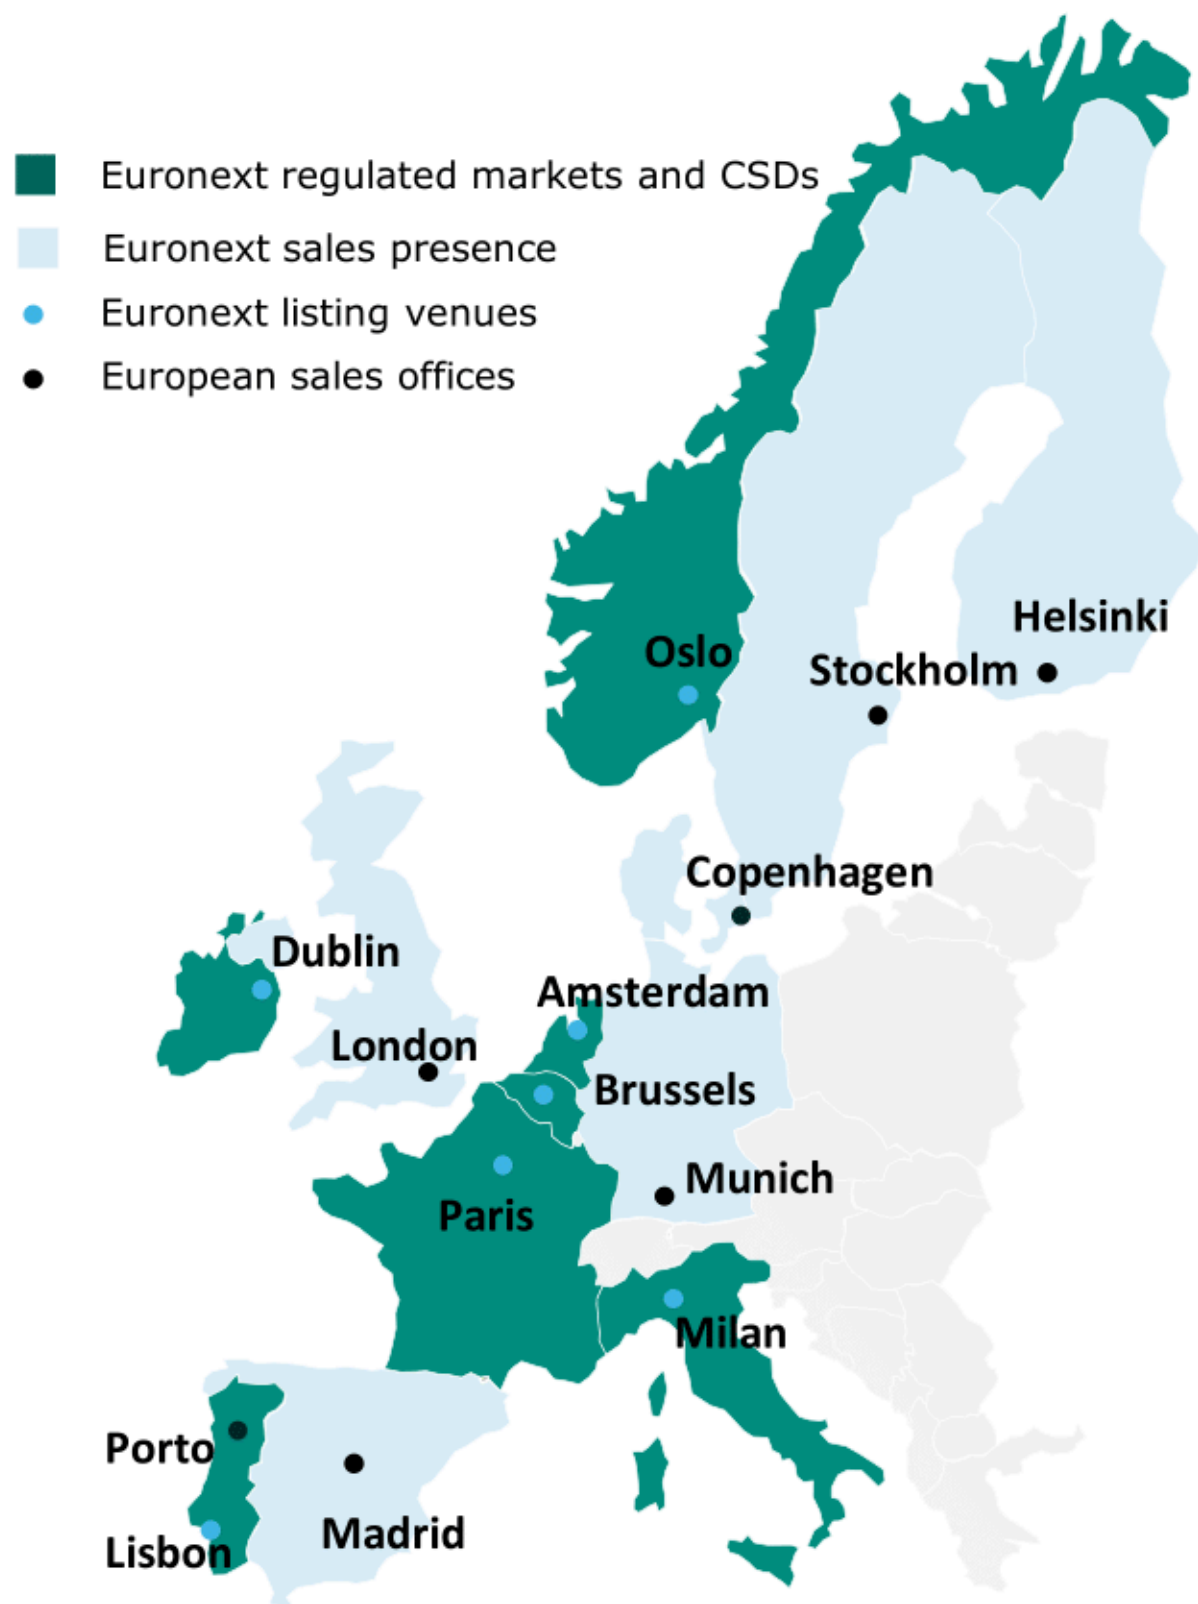 Euronext regulated markets and CSDs
Euronext sales presence
Euronext listing venues
European sales offices
Helsinki
Oslo
Stockholm
Copenhagen
Dublin
Amsterdam
London
Brussels
Munich
Paris
Milan
Porto
Madrid
Lisbon